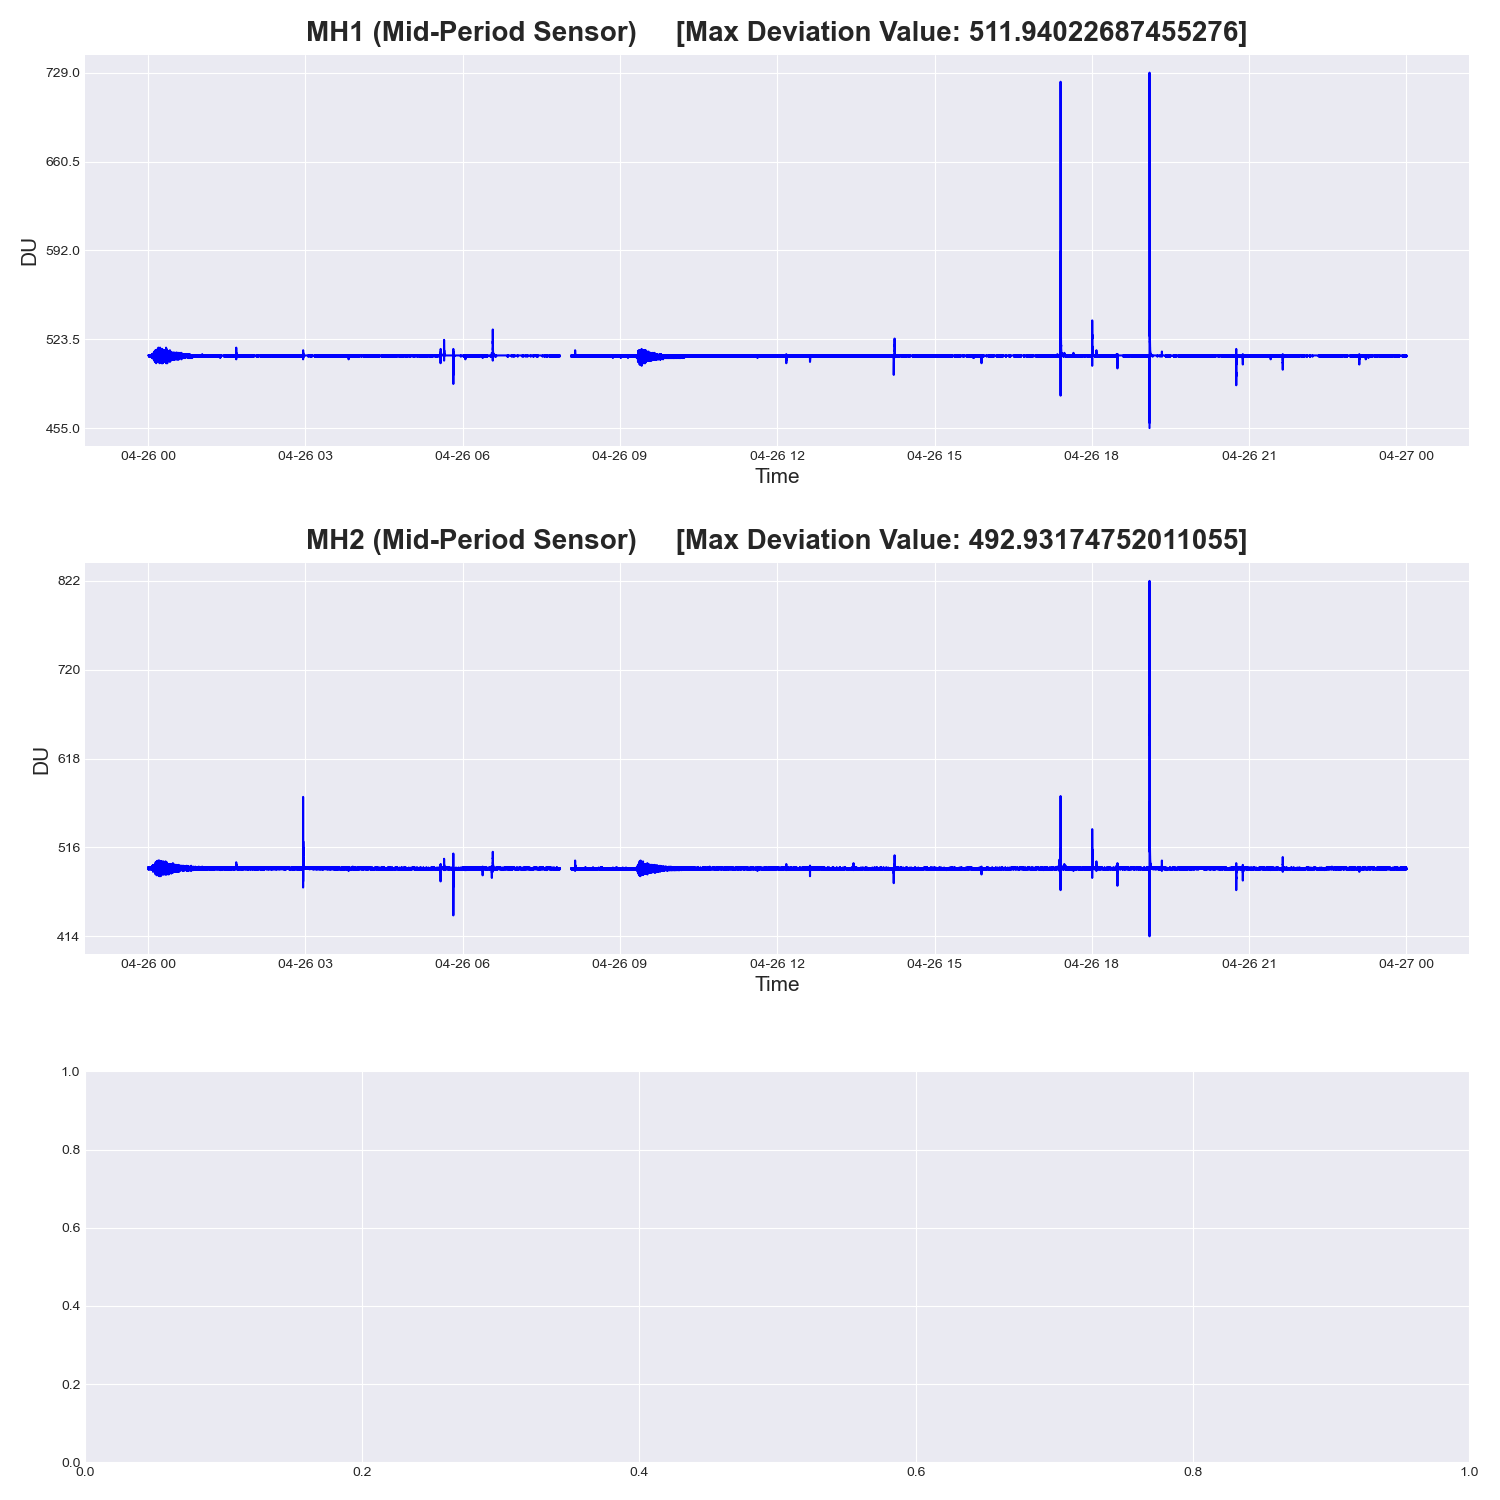 MH1 (Mid-Period Sensor) [Max Deviation Value: 511.94022687455276]
729.0
660.5
592.0
523.5
455.0
DU
04-26 00 04-26 03 04-26 06 04-26 09 04-26 12 04-26 15 04-26 18 04-26 21 04-27 00
Time
MH2 (Mid-Period Sensor) [Max Deviation Value: 492.93174752011055]
822
720
618
516
414
DU
04-26 00 04-26 03 04-26 06 04-26 09 04-26 12 04-26 15 04-26 18 04-26 21 04-27 00
Time
1.0
0.8
0.6
0.4
0.2
0.0
0.0 0.2 0.4 0.6 0.8 1.0